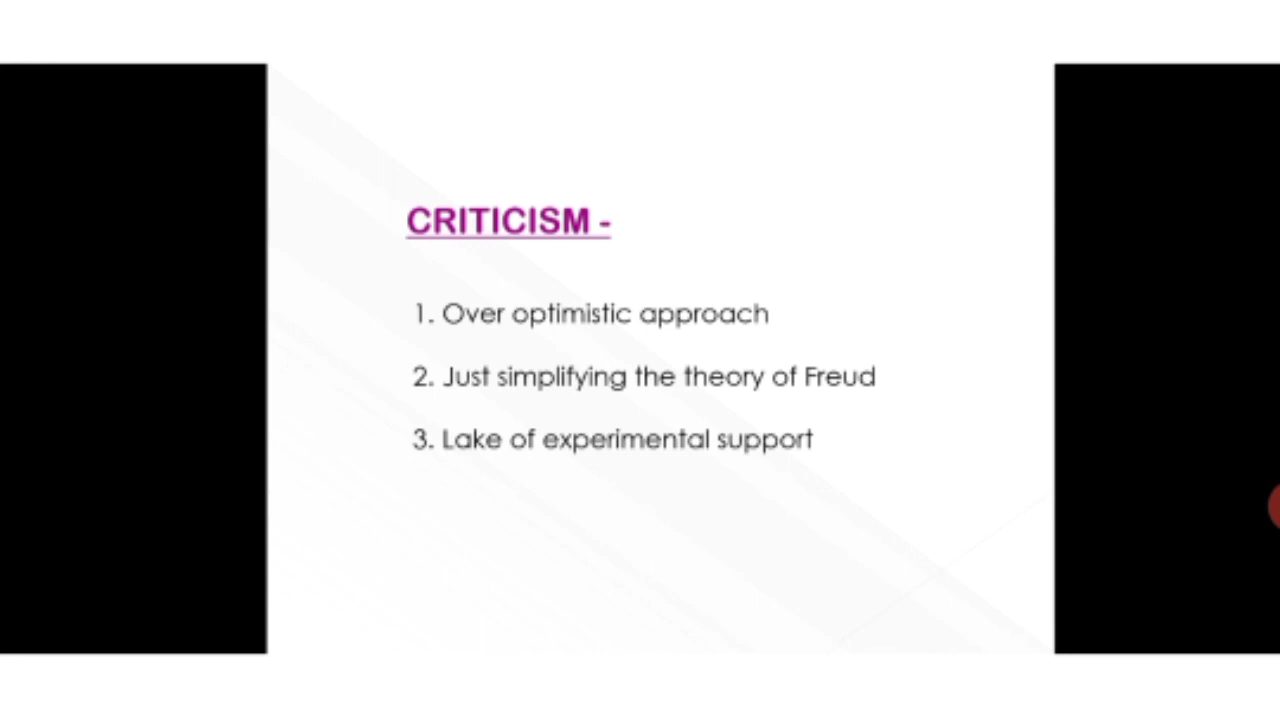 CRITICISM -
1. Over optimistic approach
2. Just simplifying the theory of Freud
3. Lake of experimental support